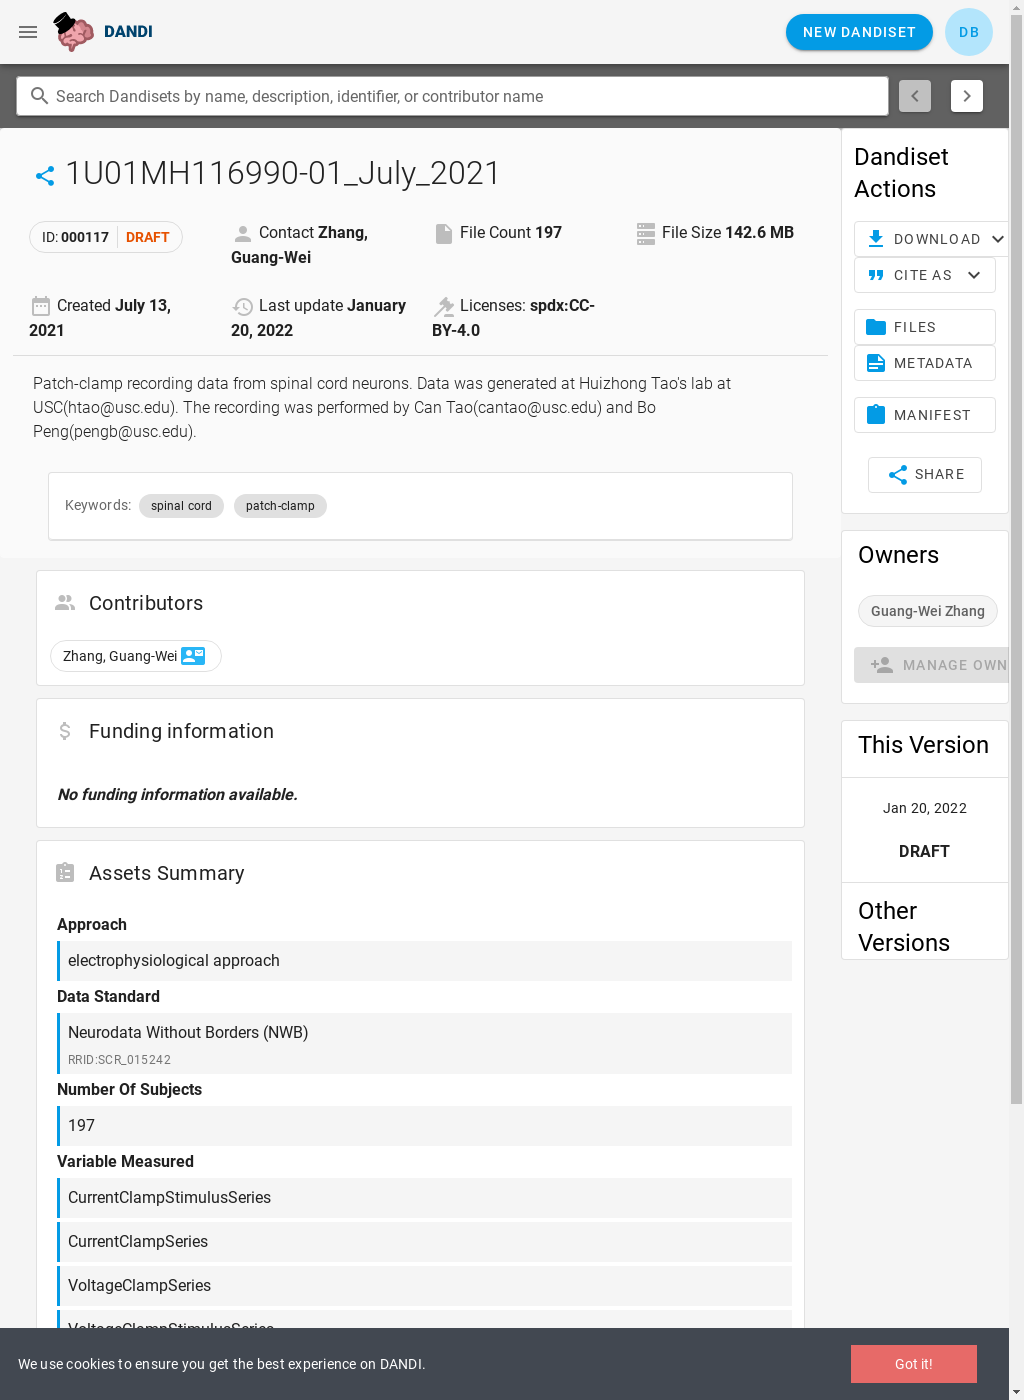 DANDI
NEW DANDISET
DB
Search Dandisets by name, description, identifier, or contributor name
1U01MH116990-01_July_2021
ID: 000117 DRAFT
Contact Zhang,
Guang-Wei
File Count 197
File Size 142.6 MB
Created July 13,
2021
Last update January
20, 2022
Licenses: spdx:CC-
BY-4.0
Patch-clamp recording data from spinal cord neurons. Data was generated at Huizhong Tao's lab at
USC(htao@usc.edu). The recording was performed by Can Tao(cantao@usc.edu) and Bo
Peng(pengb@usc.edu).
Keywords: spinal cord patch-clamp
Contributors
Zhang, Guang-Wei
Funding information
No funding information available.
Assets Summary
Approach
electrophysiological approach
Data Standard
Neurodata Without Borders (NWB)
RRID:SCR_015242
Number Of Subjects
197
Variable Measured
CurrentClampStimulusSeries
CurrentClampSeries
VoltageClampSeries
VoltageClampStimulusSeries
Dandiset
Actions
DOWNLOAD
CITE AS
FILES
METADATA
MANIFEST
SHARE
Owners
Guang-Wei Zhang
MANAGE OWN
This Version
Jan 20, 2022
DRAFT
Other
Versions
We use cookies to ensure you get the best experience on DANDI.
Got it!